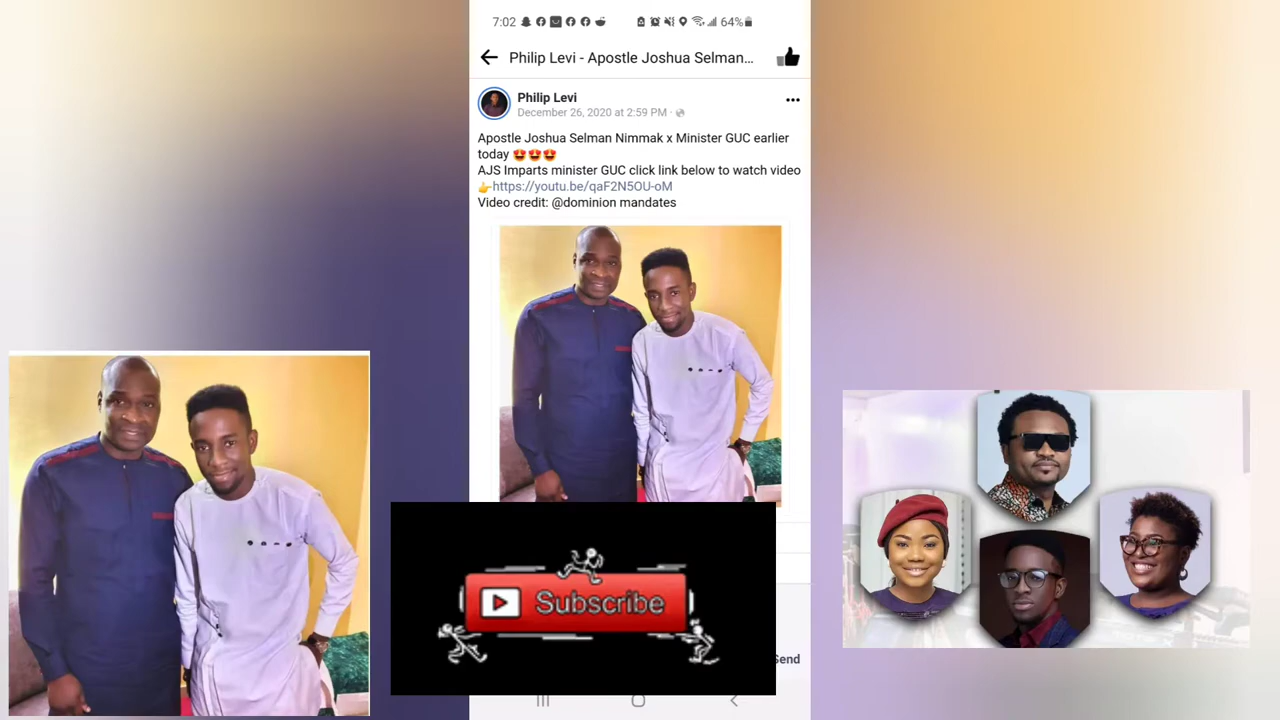 7:02
64%
Philip Levi - Apostle Joshua Selman...
Philip Levi
December 26, 2020 at 2:59 PM ·
Apostle Joshua Selman Nimmak x Minister GUC earlier
today 😍😍😍
AJS Imparts minister GUC click link below to watch video
👉https://youtu.be/qaF2N5OU-oM
Video credit: @dominion mandates
Subscribe
Send